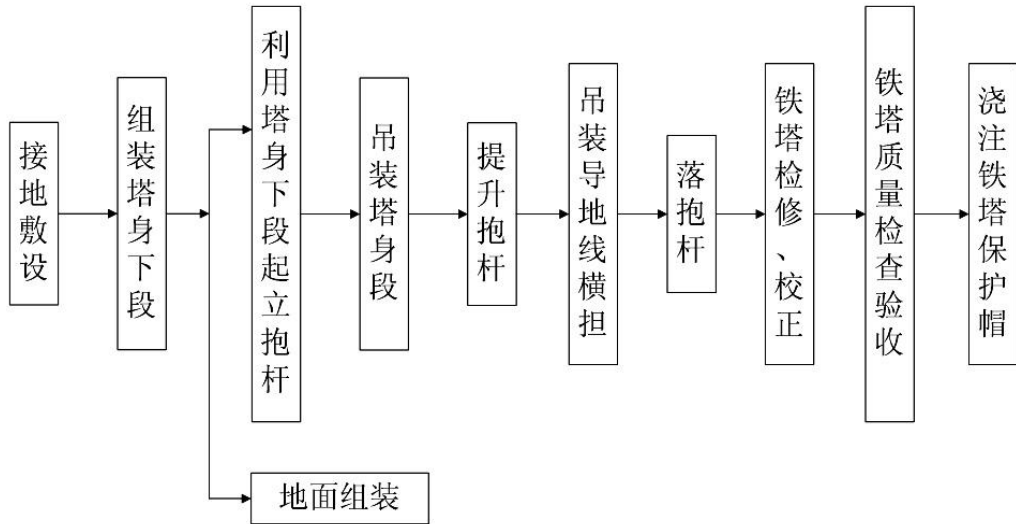 接地敷设
组装塔身下段
利用塔身下段起立抱杆
吊装塔身段
提升抱杆
吊装导地线横担
落抱杆
铁塔检修、校正
铁塔质量检查验收
浇注铁塔保护帽
地面组装